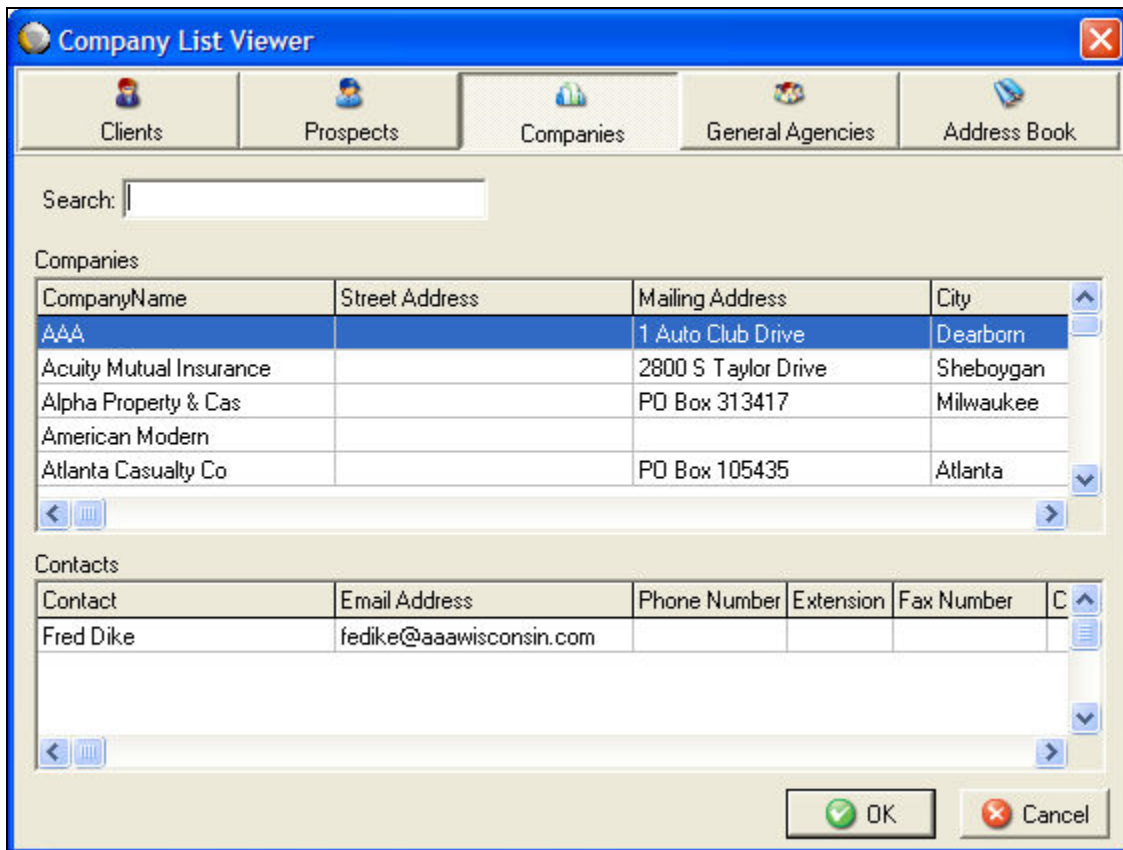 Company List Viewer
Clients Prospects Companies General Agencies Address Book
Search:
Companies
CompanyName Street Address Mailing Address City
AAA 1 Auto Club Drive Dearborn
Acuity Mutual Insurance 2800 S Taylor Drive Sheboygan
Alpha Property & Cas PO Box 313417 Milwaukee
American Modern
Atlanta Casualty Co PO Box 105435 Atlanta
Contacts
Contact Email Address Phone Number Extension Fax Number C
Fred Dike fedike@aaawisconsin.com
OK Cancel